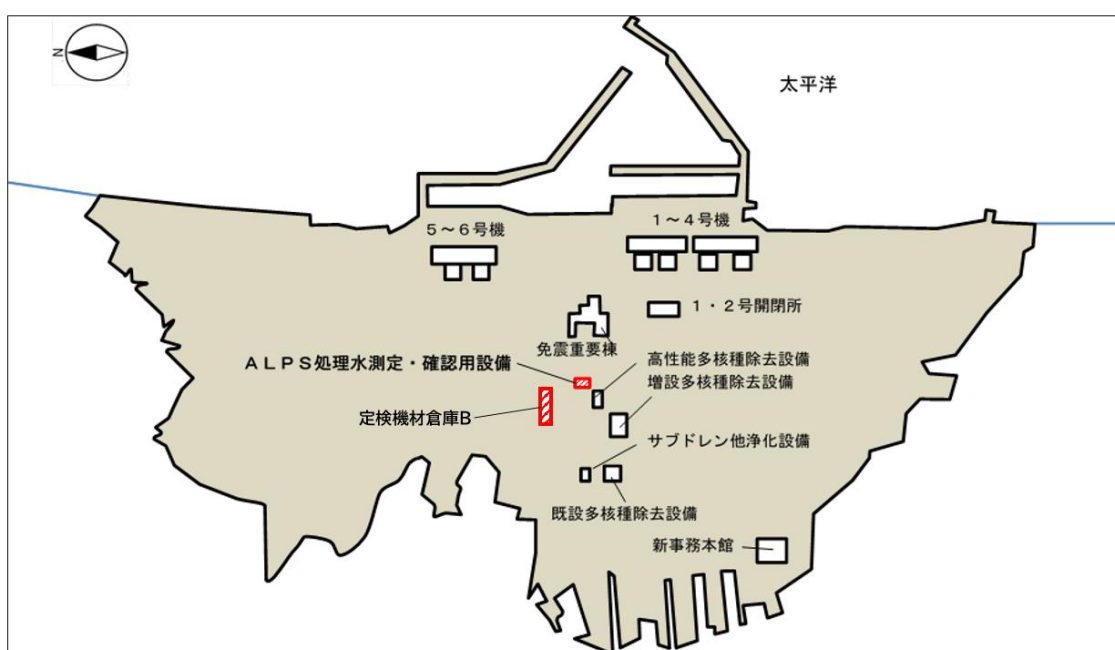 N
太平洋
5～6号機
1～4号機
1・2号開閉所
免震重要棟
ALPS処理水測定・確認用設備
高性能多核種除去設備
増設多核種除去設備
定検機材倉庫B
サブドレン他浄化設備
既設多核種除去設備
新事務本館